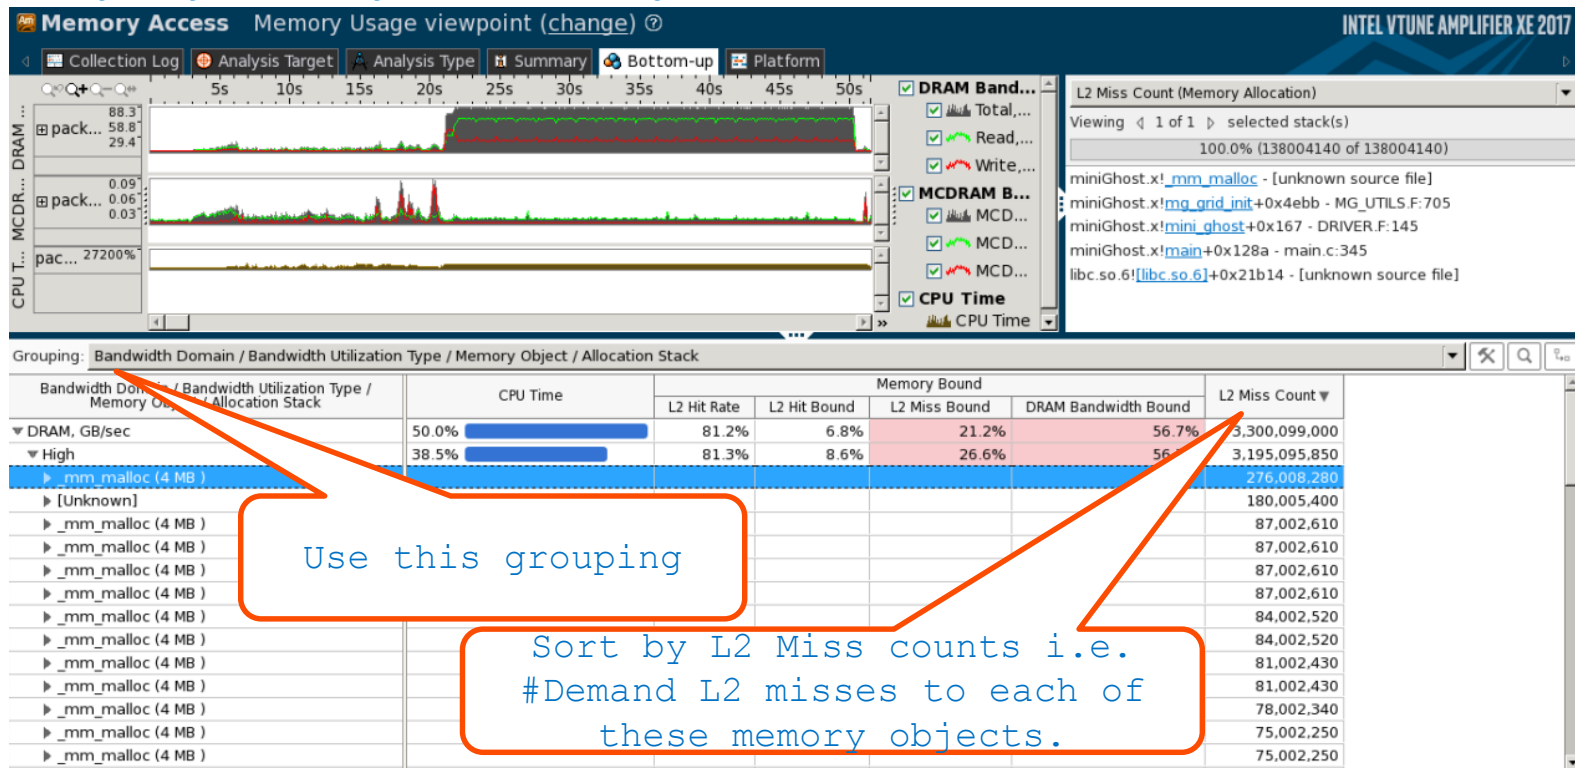 Memory Access Memory Usage viewpoint (change) INTEL VTUNE AMPLIFIER XE 2017
Collection Log Analysis Target Analysis Type Summary Bottom-up Platform
5s 10s 15s 20s 25s 30s 35s 40s 45s 50s
DRAM ...
pack...
88.3
58.8
29.4
MCDR...
pack...
0.09
0.06
0.03
CPU T...
pac... 27200%
DRAM Band...
Total,...
Read,...
Write,...
MCDRAM B...
MCD...
MCD...
MCD...
CPU Time
CPU Time
L2 Miss Count (Memory Allocation)
Viewing 1 of 1 selected stack(s)
100.0% (138004140 of 138004140)
miniGhost.x!_mm_malloc - [unknown source file]
miniGhost.x!mg_grid_init+0x4ebb - MG_UTILS.F:705
miniGhost.x!mini_ghost+0x167 - DRIVER.F:145
miniGhost.x!main+0x128a - main.c:345
libc.so.6![libc.so.6]+0x21b14 - [unknown source file]
Grouping: Bandwidth Domain / Bandwidth Utilization Type / Memory Object / Allocation Stack
Bandwidth Domain / Bandwidth Utilization Type /
Memory Object / Allocation Stack
CPU Time
Memory Bound
L2 Hit Rate L2 Hit Bound L2 Miss Bound DRAM Bandwidth Bound
L2 Miss Count
DRAM, GB/sec 50.0% 81.2% 6.8% 21.2% 56.7% 3,300,099,000
High 38.5% 81.3% 8.6% 26.6% 3,195,095,850
_mm_malloc (4 MB ) 276,008,280
[Unknown] 180,005,400
_mm_malloc (4 MB ) 87,002,610
_mm_malloc (4 MB ) 87,002,610
_mm_malloc (4 MB ) 87,002,610
_mm_malloc (4 MB ) 87,002,610
_mm_malloc (4 MB ) 84,002,520
_mm_malloc (4 MB ) 84,002,520
_mm_malloc (4 MB ) 81,002,430
_mm_malloc (4 MB ) 81,002,430
_mm_malloc (4 MB ) 78,002,340
_mm_malloc (4 MB ) 75,002,250
_mm_malloc (4 MB ) 75,002,250
Use this grouping
Sort by L2 Miss counts i.e.
#Demand L2 misses to each of
these memory objects.